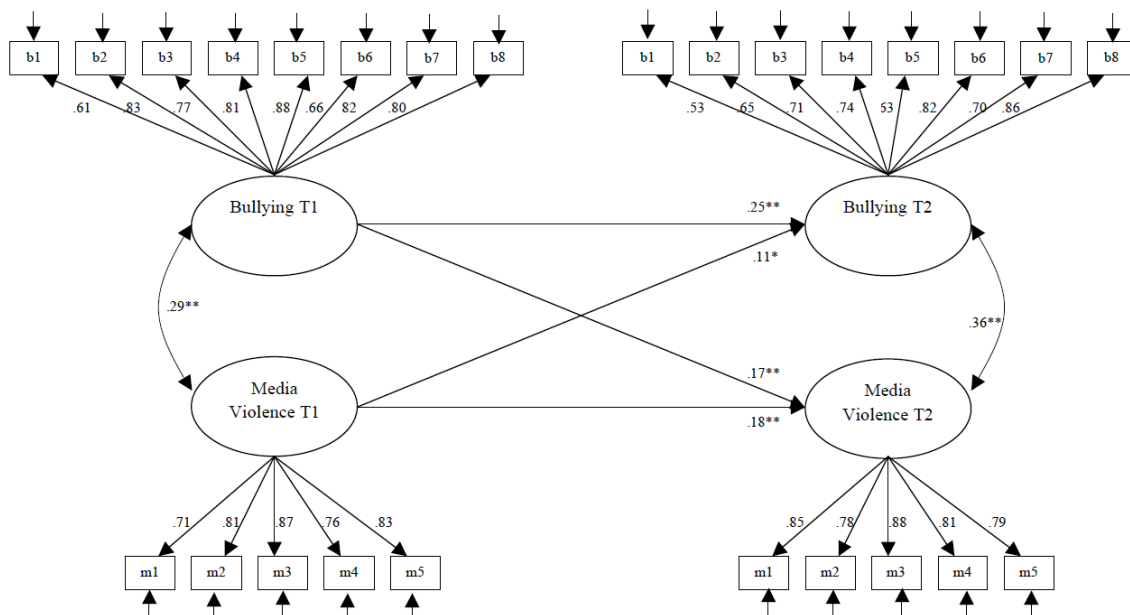 b1 b2 b3 b4 b5 b6 b7 b8 b1 b2 b3 b4 b5 b6 b7 b8
.61 .83 .77 .81 .88 .66 .82 .80 .53 .65 .71 .74 53 .82 .70 .86
Bullying T1 Bullying T2
.25**
.11*
.29** .36**
.17**
Media Media
Violence T1 Violence T2
.18**
.71 .81 .87 .76 .83 .85 .78 .88 .81 .79
m1 m2 m3 m4 m5 m1 m2 m3 m4 m5